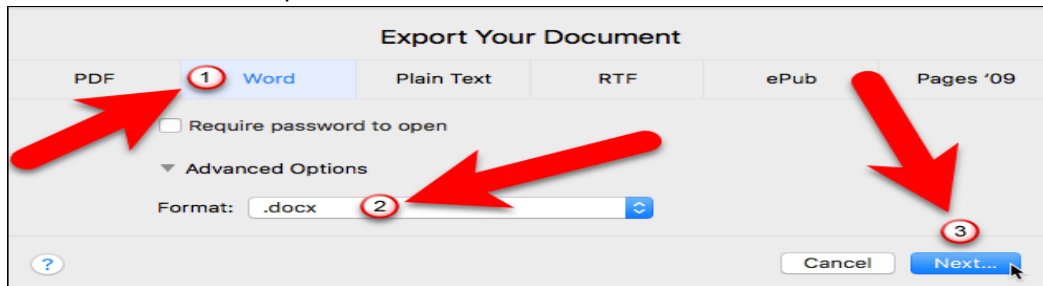 Export Your Document
PDF 1 Word Plain Text RTF ePub Pages '09
Require password to open
Advanced Options
Format: .docx 2
3
? Cancel Next...